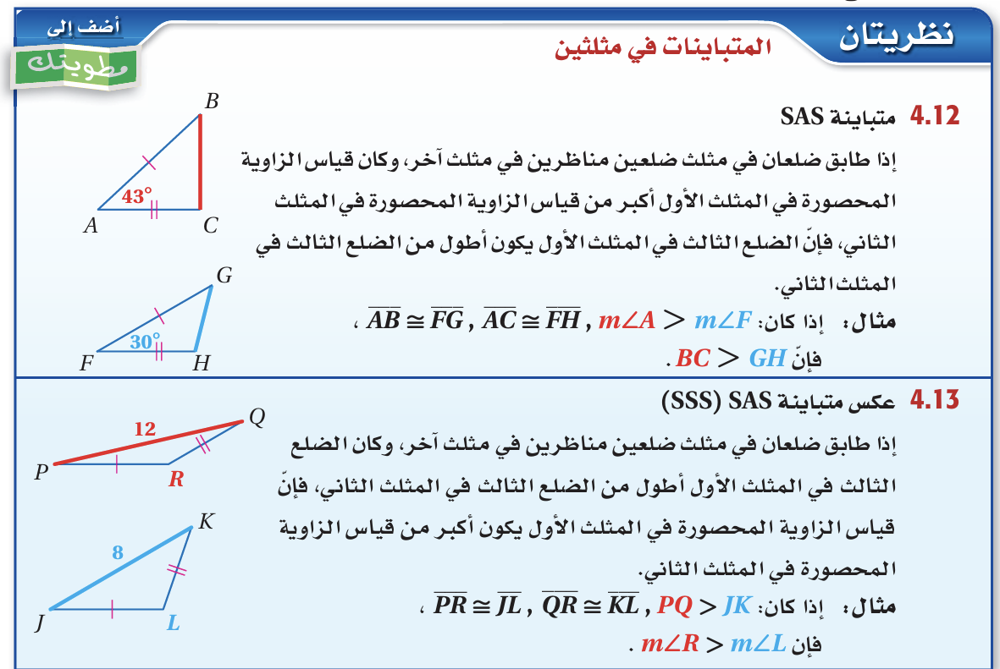 نظريتان
أضف إلى
مطويتك
المتباينات في مثلثين
4.12 متباينة SAS
إذا طابق ضلعان في مثلث ضلعين مناظرين في مثلث آخر، وكان قياس الزاوية
المحصورة في المثلث الأول أكبر من قياس الزاوية المحصورة في المثلث
الثاني، فإنّ الضلع الثالث في المثلث الأول يكون أطول من الضلع الثالث في
المثلث الثاني.
مثال: إذا كان: AB ≅ FG , AC ≅ FH , m∠A > m∠F ،
فإنّ BC > GH .
B
43°
A
C
G
30°
F
H
4.13 عكس متباينة SAS (SSS)
إذا طابق ضلعان في مثلث ضلعين مناظرين في مثلث آخر، وكان الضلع
الثالث في المثلث الأول أطول من الضلع الثالث في المثلث الثاني، فإنّ
قياس الزاوية المحصورة في المثلث الأول يكون أكبر من قياس الزاوية
المحصورة في المثلث الثاني.
مثال: إذا كان: PR ≅ JL , QR ≅ KL , PQ > JK ،
فإن m∠R > m∠L .
Q
12
P
R
K
8
J
L